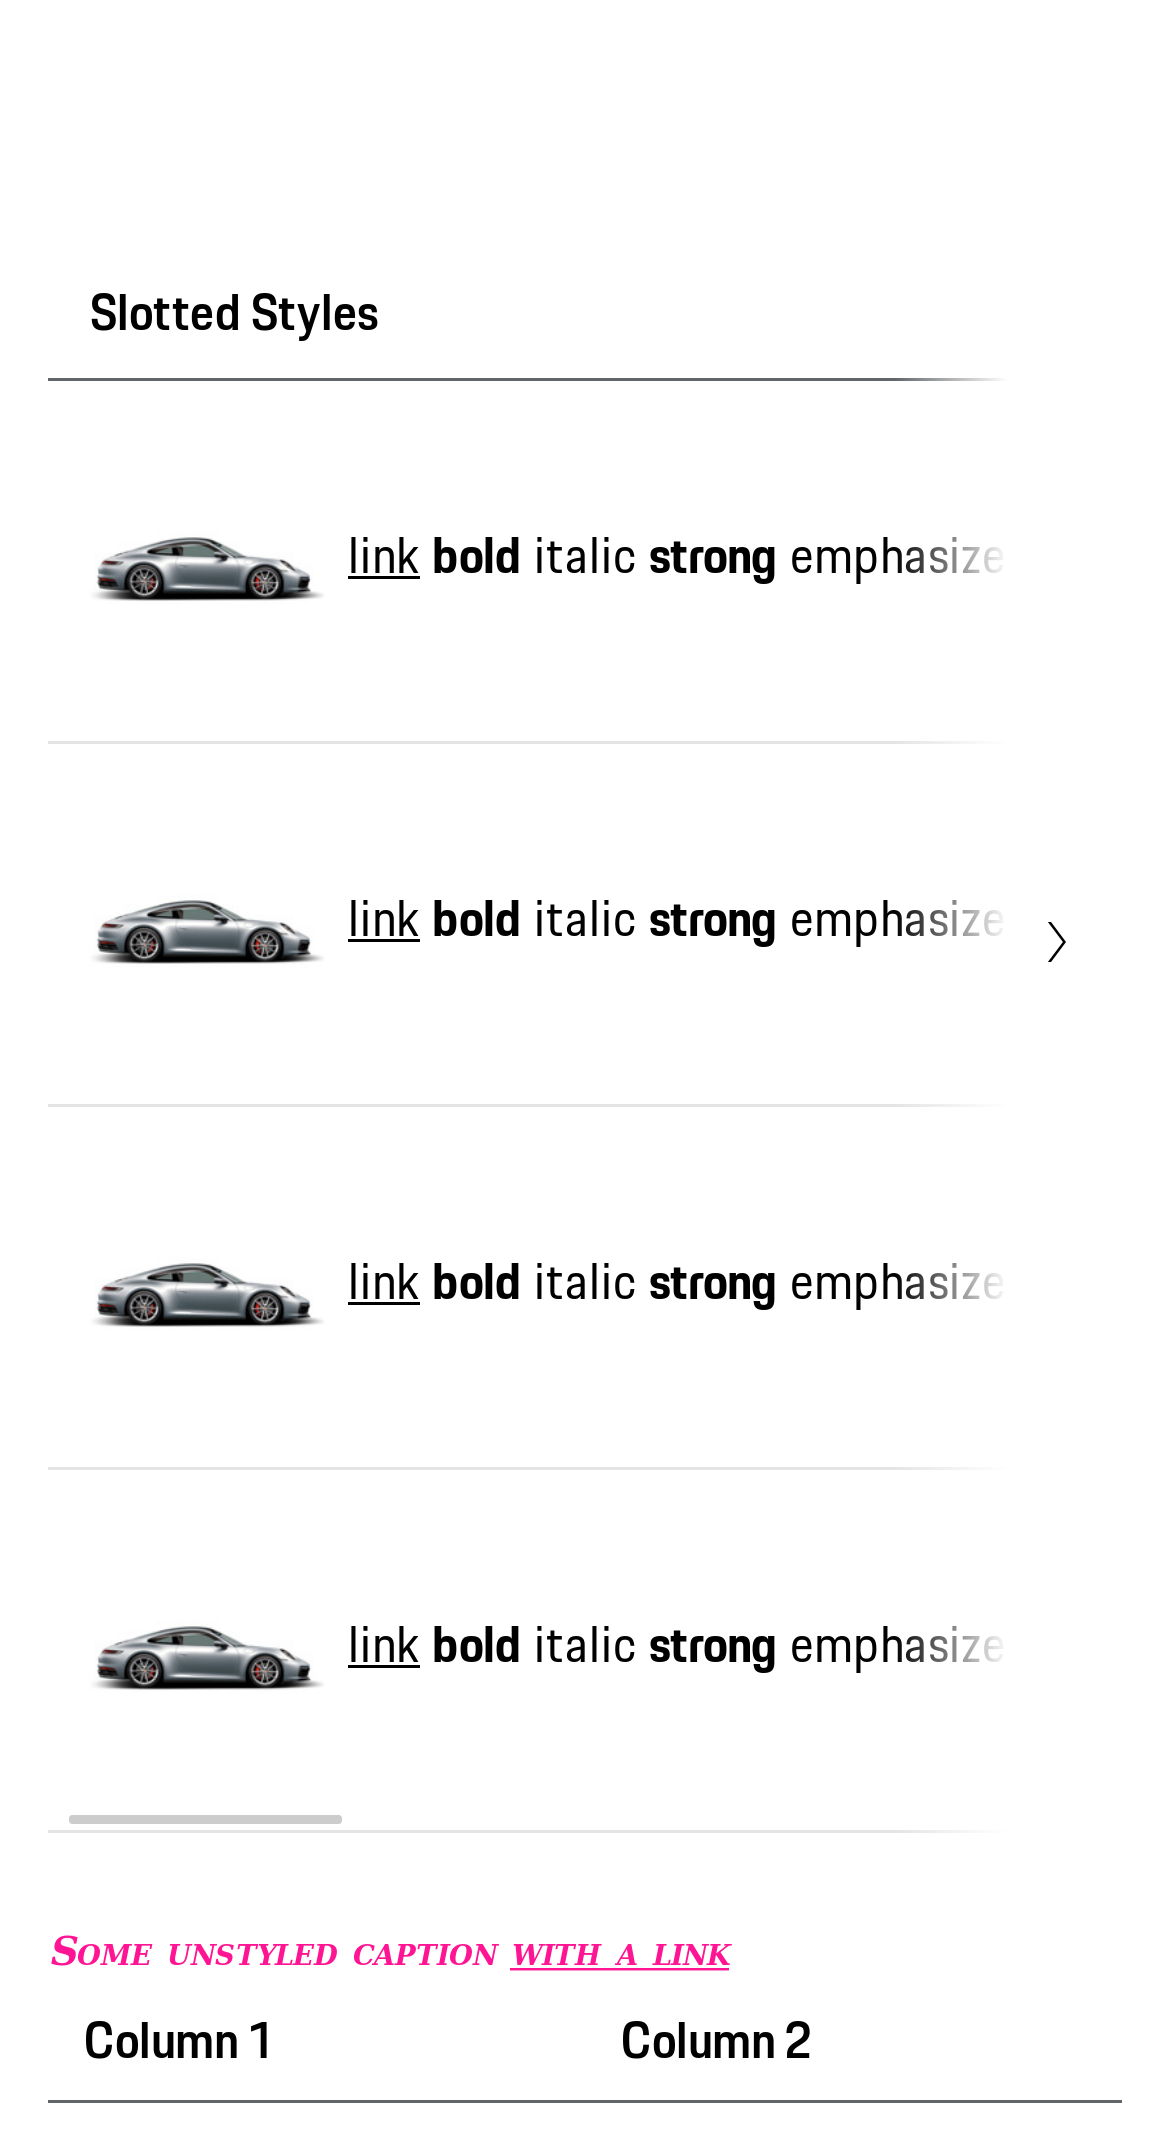 Slotted Styles
link bold italic strong emphasize
link bold italic strong emphasize
link bold italic strong emphasize
link bold italic strong emphasize
Some unstyled caption with a link
Column 1 Column 2